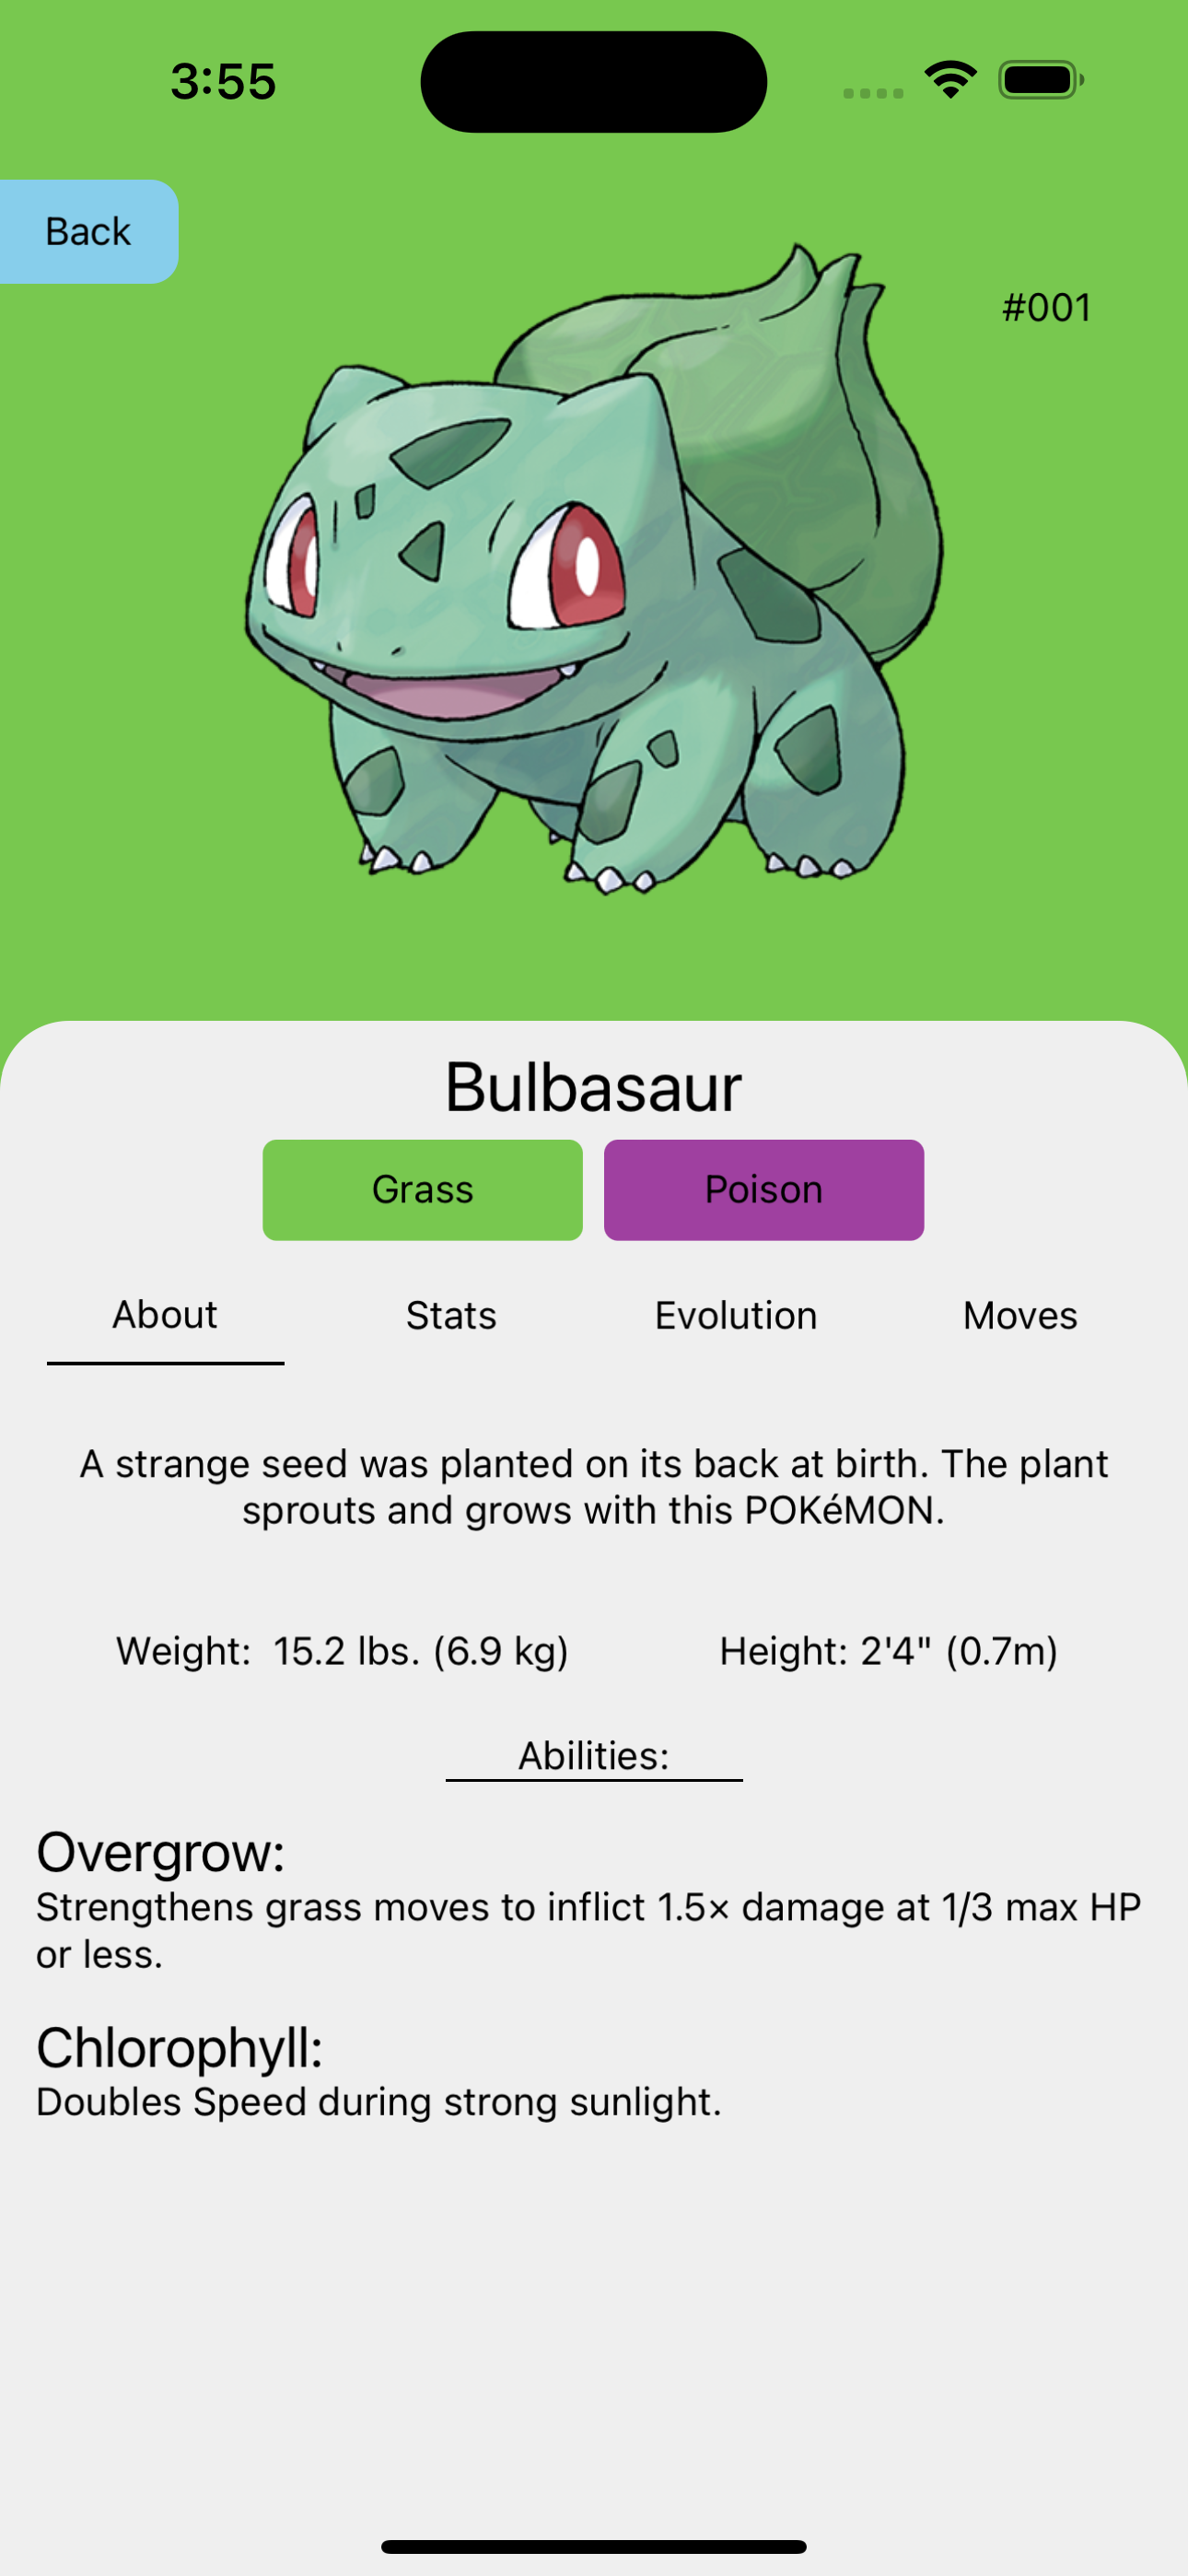 3:55
Back
#001
Bulbasaur
Grass Poison
About Stats Evolution Moves
A strange seed was planted on its back at birth. The plant
sprouts and grows with this POKéMON.
Weight:  15.2 lbs. (6.9 kg) Height: 2'4" (0.7m)
Abilities:
Overgrow:
Strengthens grass moves to inflict 1.5× damage at 1/3 max HP
or less.
Chlorophyll:
Doubles Speed during strong sunlight.